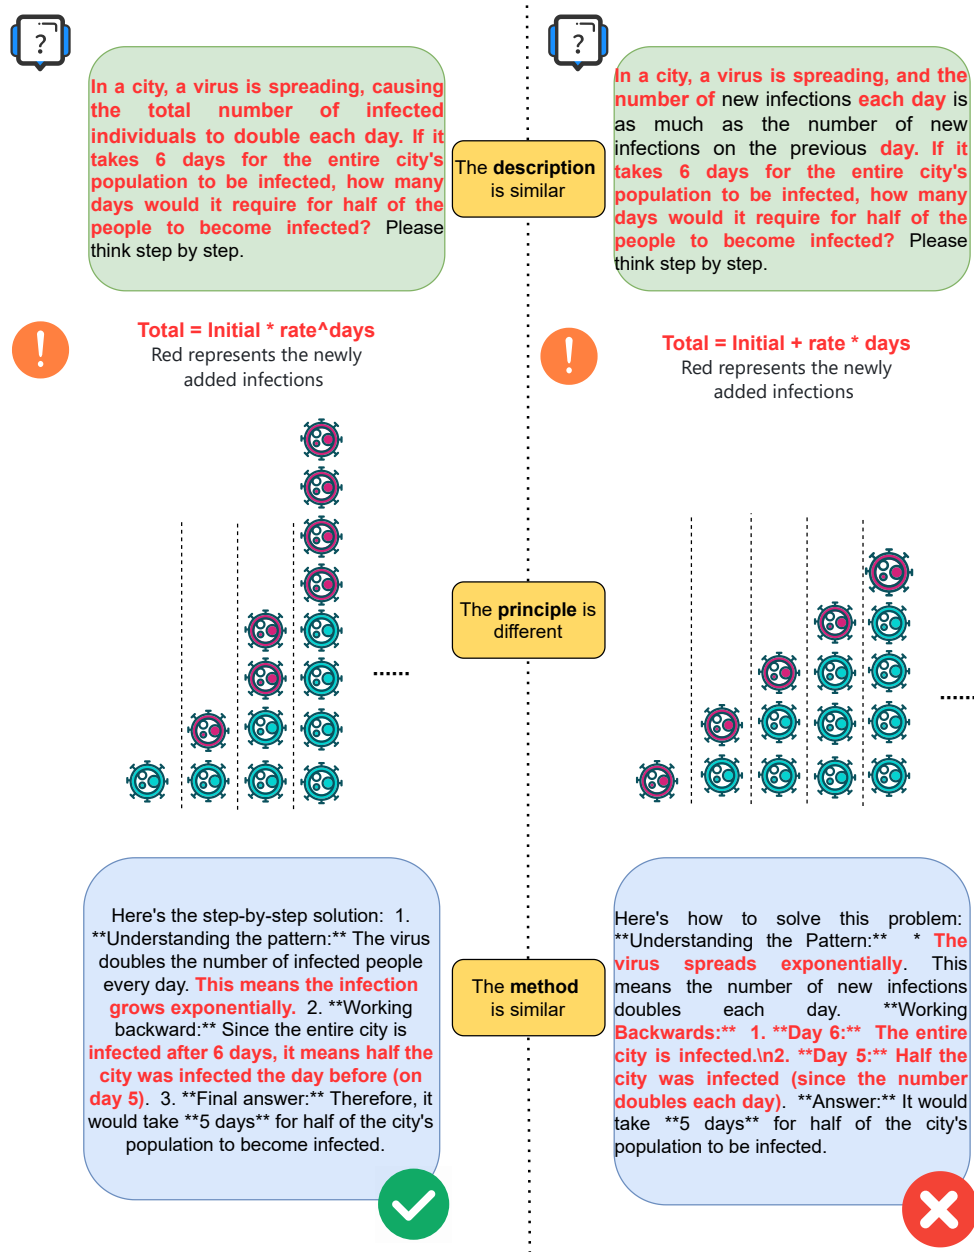 ?
In a city, a virus is spreading, causing
the total number of infected
individuals to double each day. If it
takes 6 days for the entire city's
population to be infected, how many
days would it require for half of the
people to become infected? Please
think step by step.
?
In a city, a virus is spreading, and the
number of new infections each day is
as much as the number of new
infections on the previous day. If it
takes 6 days for the entire city's
population to be infected, how many
days would it require for half of the
people to become infected? Please
think step by step.
The description
is similar
!
Total = Initial * rate^days
Red represents the newly
added infections
!
Total = Initial + rate * days
Red represents the newly
added infections
The principle is
different
......
......
Here's the step-by-step solution: 1.
**Understanding the pattern:** The virus
doubles the number of infected people
every day. This means the infection
grows exponentially. 2. **Working
backward:** Since the entire city is
infected after 6 days, it means half the
city was infected the day before (on
day 5). 3. **Final answer:** Therefore, it
would take **5 days** for half of the city's
population to become infected.
The method
is similar
Here's how to solve this problem:
**Understanding the Pattern:** * The
virus spreads exponentially. This
means the number of new infections
doubles each day. **Working
Backwards:** 1. **Day 6:** The entire
city is infected.\n2. **Day 5:** Half the
city was infected (since the number
doubles each day). **Answer:** It would
take **5 days** for half of the city's
population to be infected.